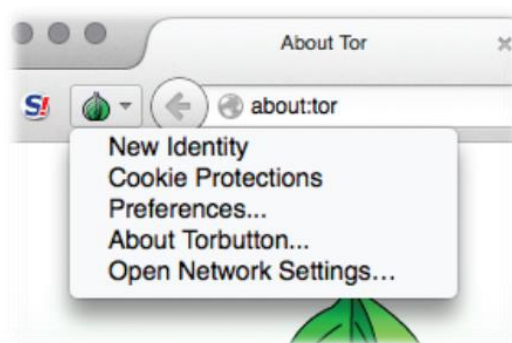 About Tor
S!
about:tor
New Identity
Cookie Protections
Preferences...
About Torbutton...
Open Network Settings...